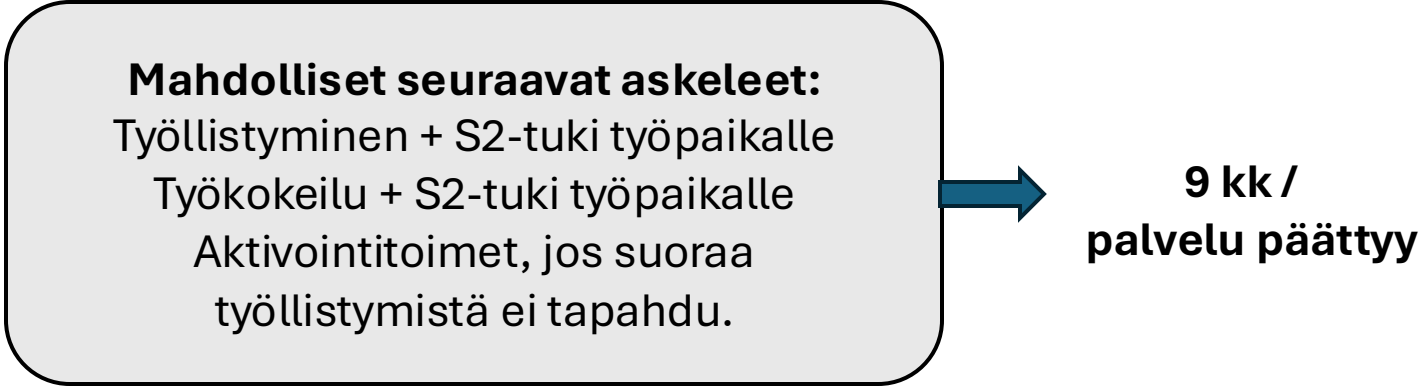 Mahdolliset seuraavat askeleet:
Työllistyminen + S2-tuki työpaikalle
Työkokeilu + S2-tuki työpaikalle
Aktivointitoimet, jos suoraa
työllistymistä ei tapahdu.
9 kk /
palvelu päättyy